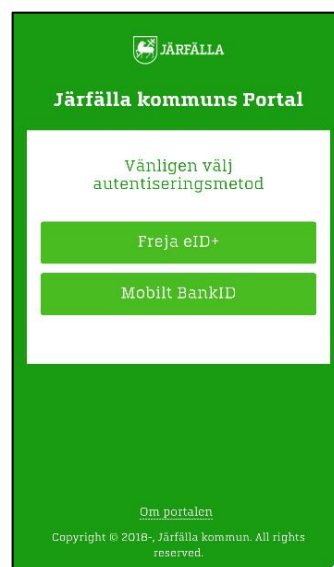 JÄRFÄLLA
Järfälla kommuns Portal
Vänligen välj
autentiseringsmetod
Freja eID+
Mobilt BankID
Om portalen
Copyright © 2018-, Järfälla kommun. All rights
reserved.